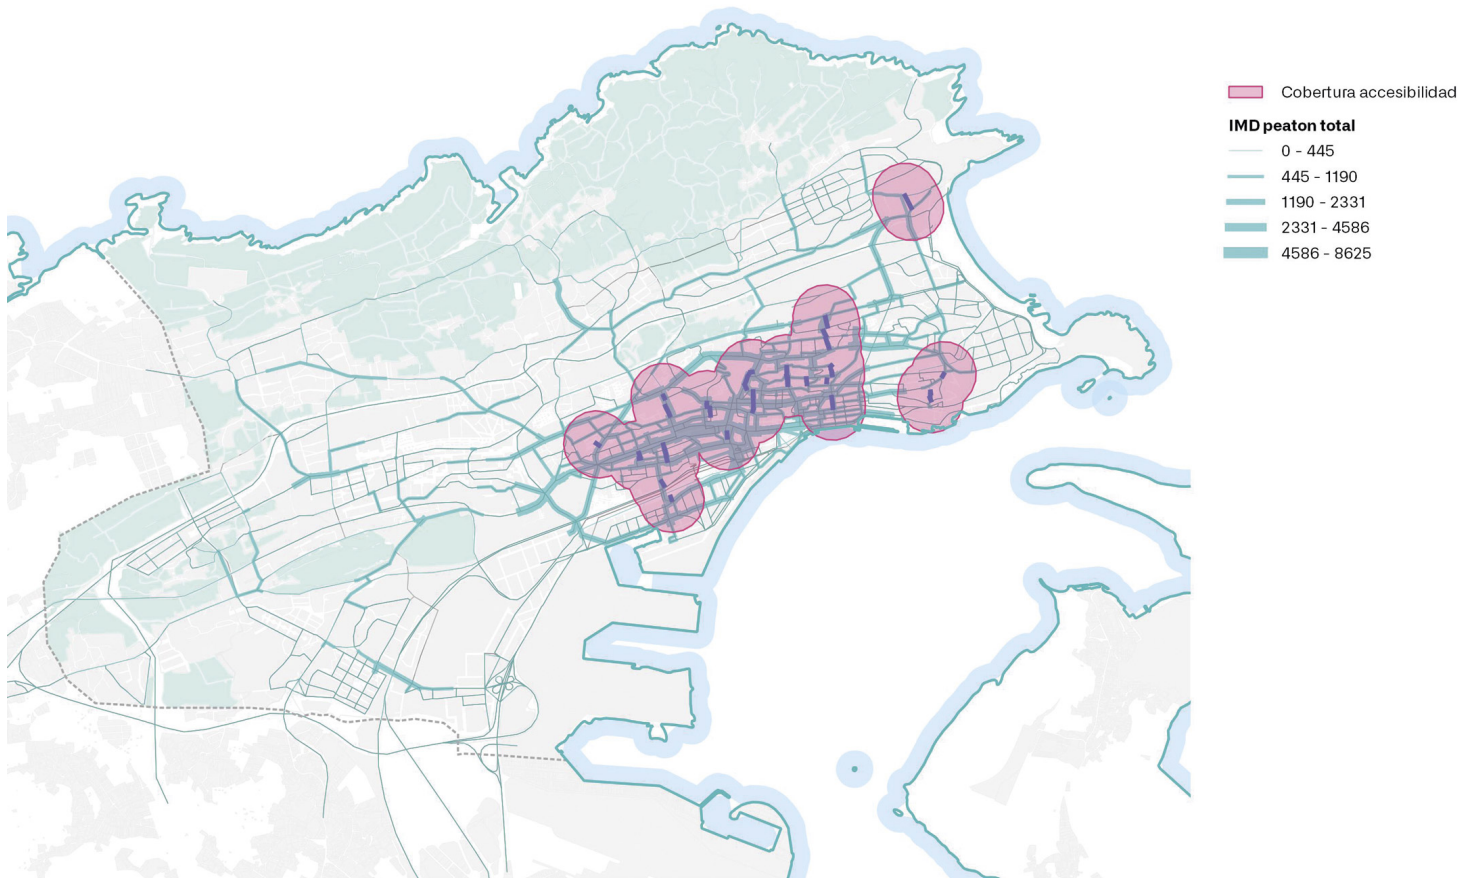 Cobertura accesibilidad
IMD peaton total
0 - 445
445 - 1190
1190 - 2331
2331 - 4586
4586 - 8625